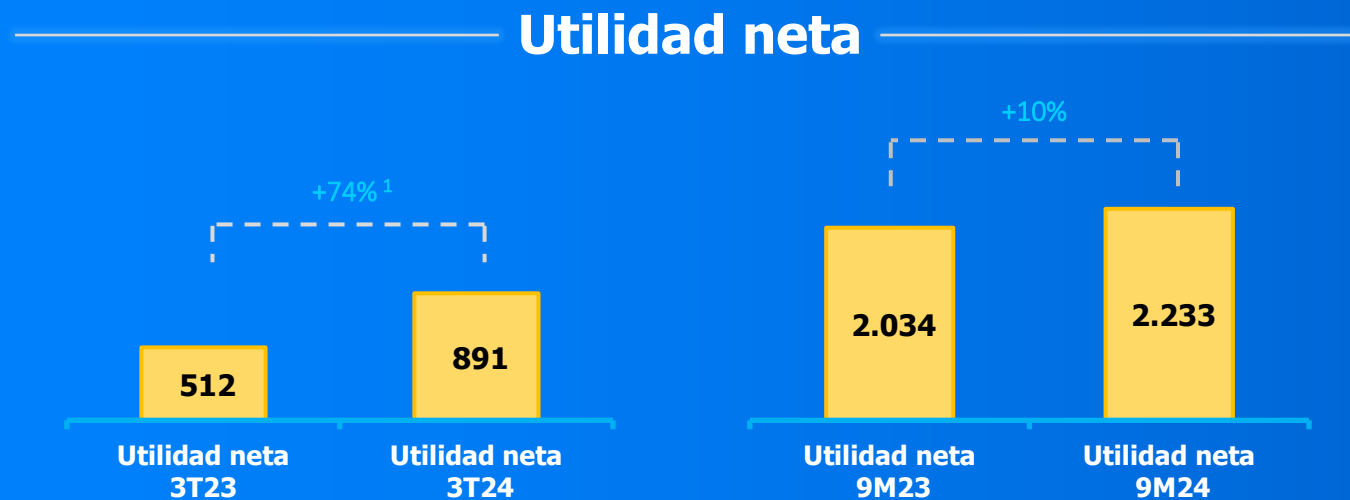 Utilidad neta
+74% 1
512
891
Utilidad neta
3T23
Utilidad neta
3T24
+10%
2.034
2.233
Utilidad neta
9M23
Utilidad neta
9M24